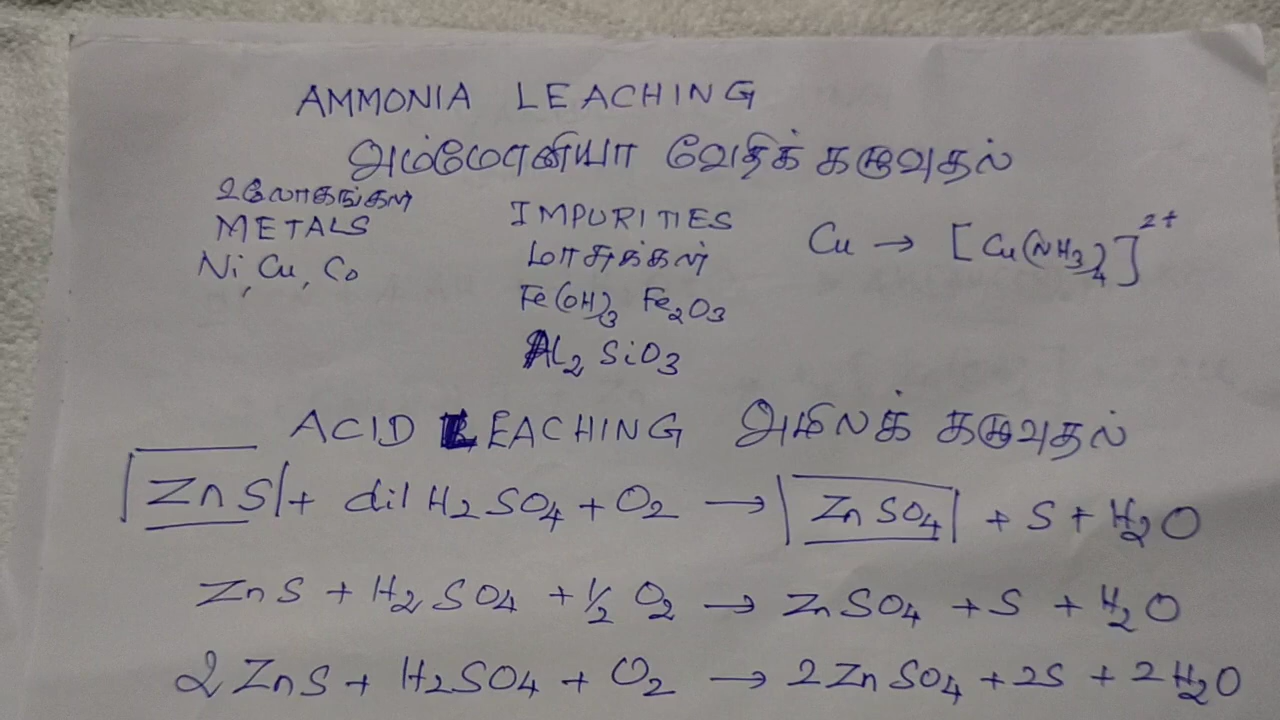 AMMONIA LEACHING
அம்மோனியா வேதிக் கழுவுதல்
உலோகங்கள்
METALS
Ni, Cu, Co
IMPURITIES
மாசுக்கள்
Fe(OH)3 Fe2O3
Al2 SiO3
Cu → [Cu(NH3)4]2+
ACID LEACHING அமிலக் கழுவுதல்
ZnS + dil H2SO4 + O2 → ZnSO4 + S + H2O
ZnS + H2SO4 + 1/2 O2 → ZnSO4 + S + H2O
2ZnS + H2SO4 + O2 → 2ZnSO4 + 2S + 2H2O